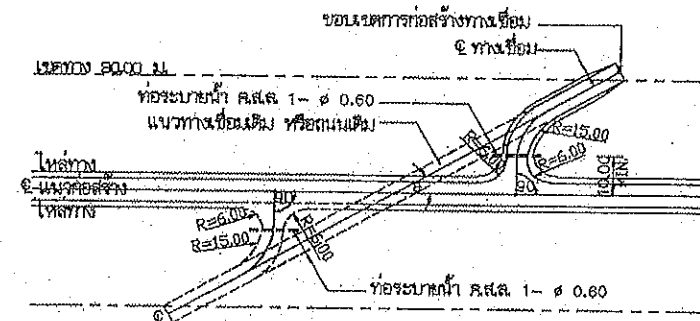 ขอบเขตการก่อสร้างทางเชื่อม
℄ ทางเชื่อม
เขตทาง 80.00 ม.
ท่อระบายน้ำ ค.ส.ล. 1- ø 0.60
แนวทางเชื่อมเดิม หรือถนนเดิม
R=15.00
R=6.00
ไหล่ทาง
℄ แนวก่อสร้าง
ไหล่ทาง
10.00
MIN
90°
90°
R=6.00
R=15.00
R=5.00
ท่อระบายน้ำ ค.ส.ล. 1- ø 0.60
℄